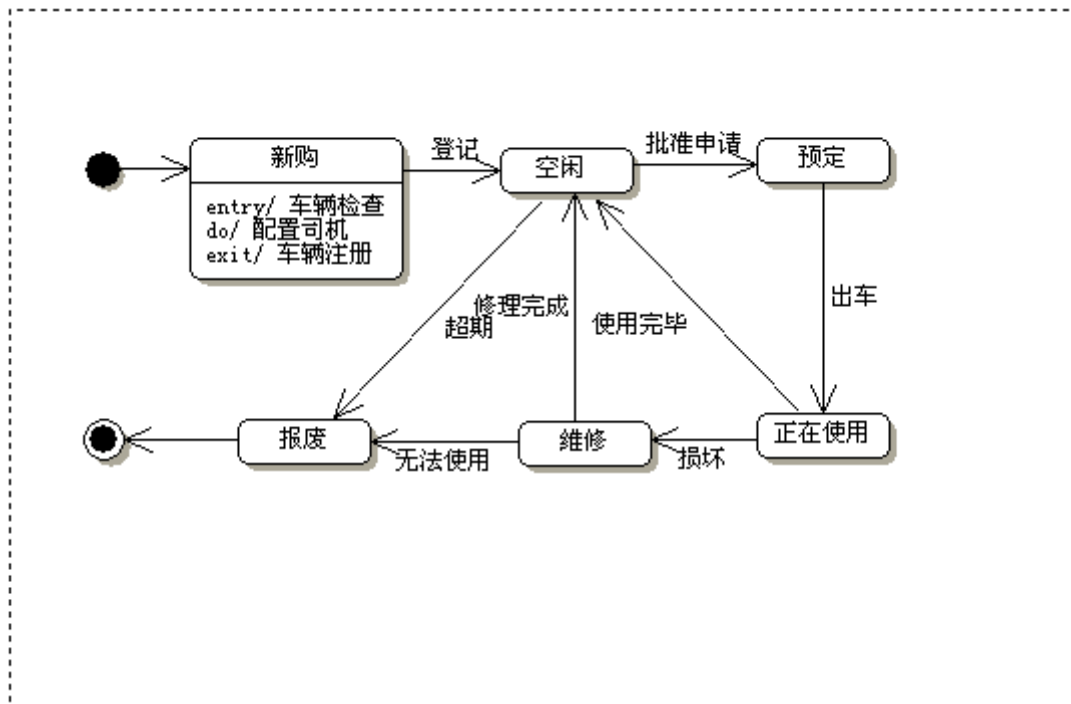 新购
entry/ 车辆检查
do/ 配置司机
exit/ 车辆注册
登记
空闲
批准申请
预定
修理完成
超期
使用完毕
出车
报废
无法使用
维修
损坏
正在使用